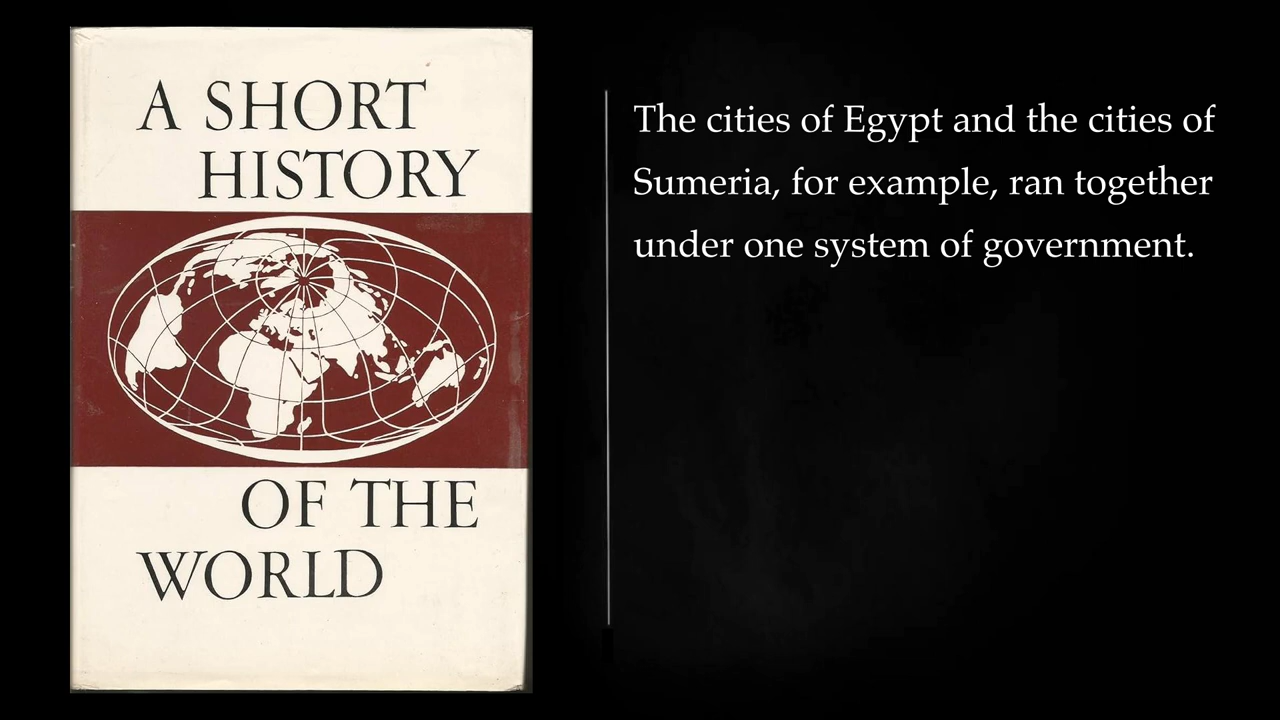 A SHORT
HISTORY
OF THE
WORLD
The cities of Egypt and the cities of
Sumeria, for example, ran together
under one system of government.